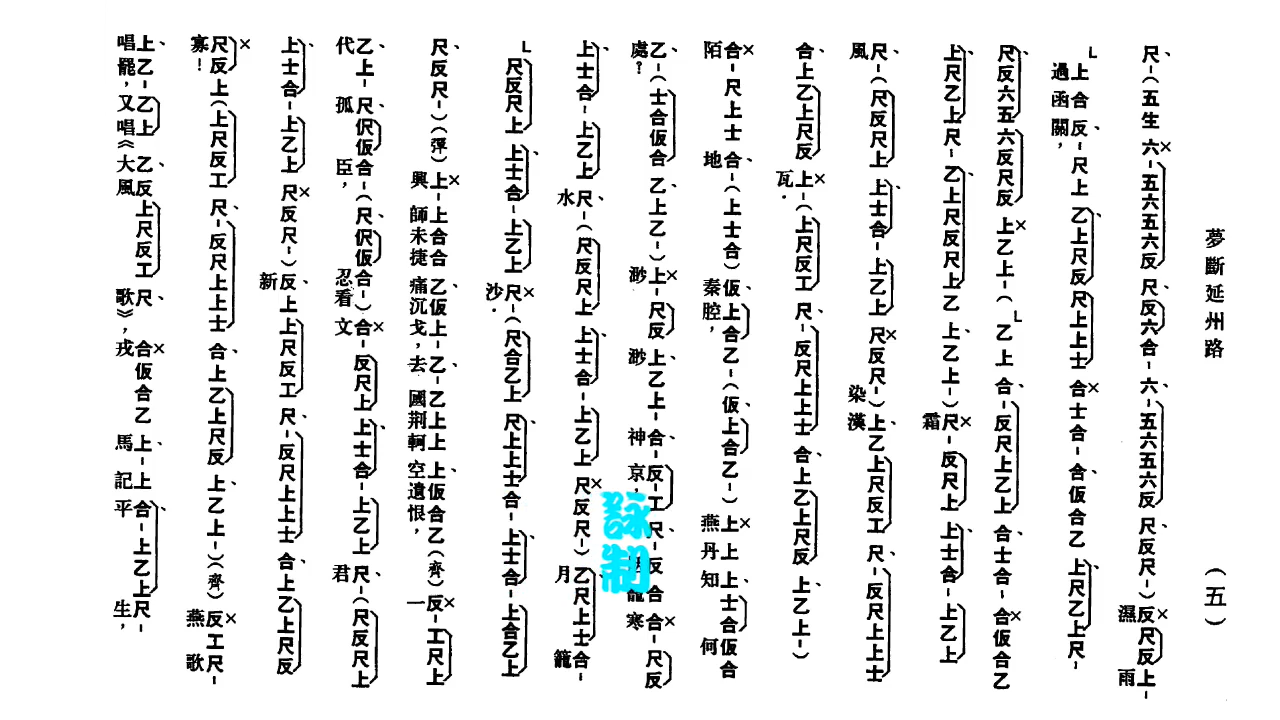 夢斷延州路 (五)
尺、-(五生 六×-五六五六反 尺反六合- 六-五六五六反 尺反尺-)濕反×尺反雨上-
└過上函合關反,-尺上 乙上尺反 尺上上士 合×士合- 合伬合乙 上尺乙上尺-
尺反六五 六反尺反 上×乙上-(└乙上 合-反尺上乙上 合士合-合×伬合乙
上尺乙上尺-乙上尺反尺上乙 上乙上-)霜尺×-反尺上 上士合-上乙上
風尺、-(尺反尺上 上士合-上乙上 尺×反尺-)染漢上、乙上尺反工 尺、-反尺上上士
合上乙上尺反 瓦上×.-(上尺反工 尺、-反尺上上士 合、上乙上尺反 上、乙上-)
陌合×-尺上士 地合、-(上士合)秦伬、腔上,合乙-(伬、上合乙-)燕上×丹上知上士合何伬合
處乙、?-(士合伬合 乙上乙-)渺上×-尺反 渺上、乙上-神合、-京反-工尺-反合寒合×-尺反
上士合-上乙上 水尺、-(尺反尺上 上士合-上乙上 尺×反尺-)月乙、尺上士籠合-
└尺反尺上 上士合-上乙上 沙尺×.-(尺合乙上 尺、上上士合-上士合-上合乙上
尺、反尺-)(彈)興上×-師上未合捷合 痛乙、沉伬戈上,-去乙-國乙荆上軻上 空上、遺伬恨合,乙(齊)一反×-工尺上
代乙、上-孤尺、伬伬臣合,-(尺、伬伬合-)忍看文合×-反尺上 上士合-上乙上 君尺、-(尺反尺上
上士合-上乙上 尺×反尺-)新反、上上尺反工 尺、-反尺上上士 合、上乙上尺反
寡尺×!反上(上尺反工 尺、-反尺上上士 合、上乙上尺反 上、乙上-)(齊)燕反×工歌尺-
唱上、罷乙,-又乙唱上《大乙、風反上尺反工 歌尺、》,戎合×伬合乙 馬上、-記上平合-上乙上生尺,-